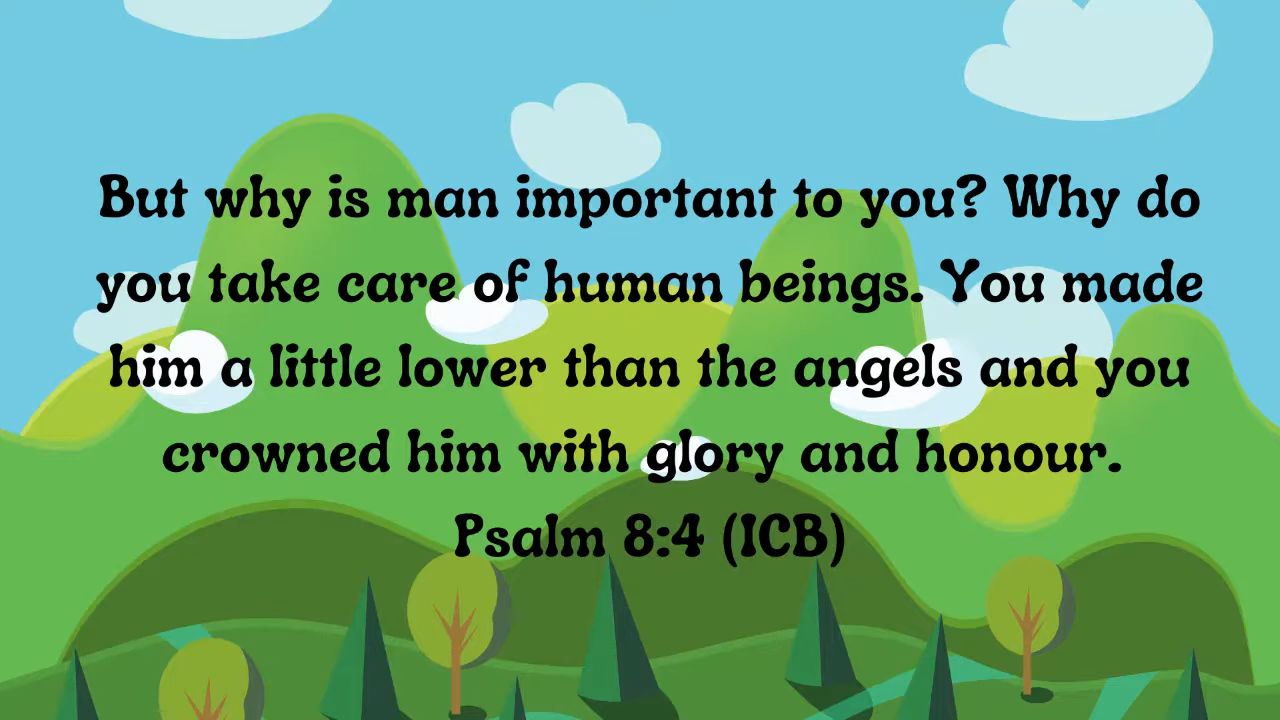 But why is man important to you? Why do
you take care of human beings. You made
him a little lower than the angels and you
crowned him with glory and honour.
Psalm 8:4 (ICB)